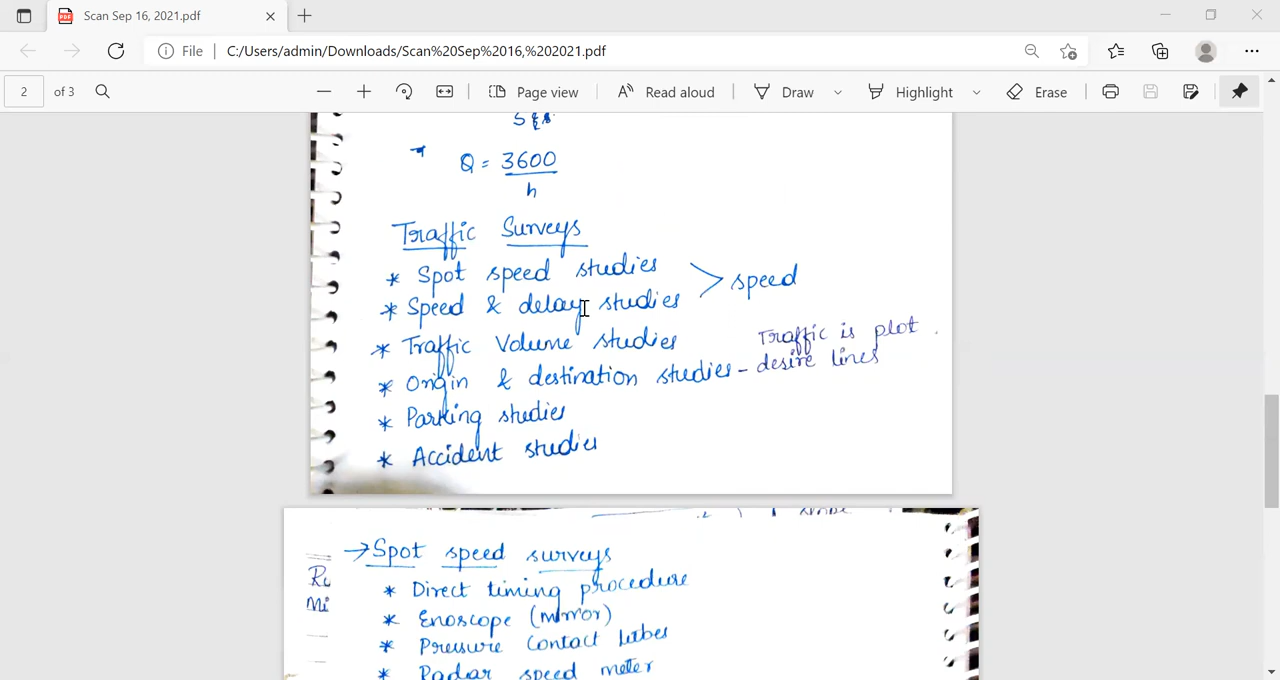 Scan Sep 16, 2021.pdf
File C:/Users/admin/Downloads/Scan%20Sep%2016,%202021.pdf
2 of 3 Page view Read aloud Draw Highlight Erase
Q = 3600
h
Traffic Surveys
* Spot speed studies
* Speed & delay studies > speed
* Traffic Volume studies
* Origin & destination studies - Traffic is plot desire lines
* Parking studies
* Accident studies
→ Spot speed surveys
* Direct timing procedure
* Enoscope (mirror)
* Pressure contact tubes
* Radar speed meter